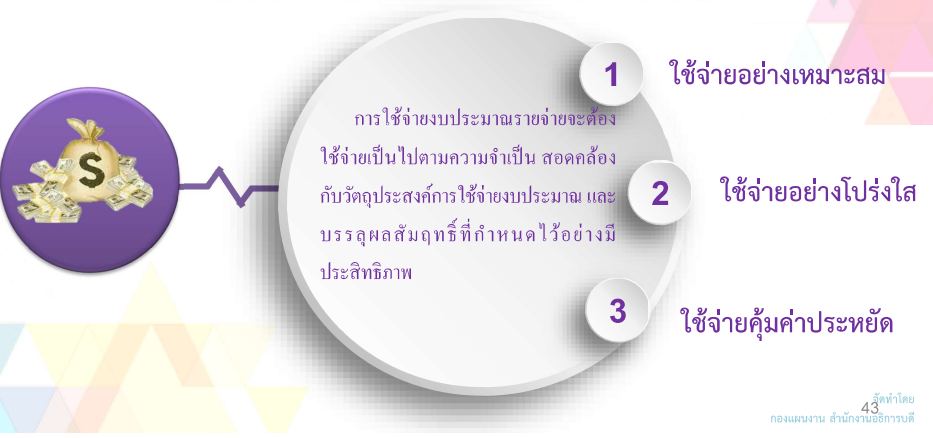 $
การใช้จ่ายงบประมาณรายจ่ายจะต้อง
ใช้จ่ายเป็นไปตามความจำเป็น สอดคล้อง
กับวัตถุประสงค์การใช้จ่ายงบประมาณ และ
บรรลุผลสัมฤทธิ์ที่กำหนดไว้อย่างมี
ประสิทธิภาพ
1 ใช้จ่ายอย่างเหมาะสม
2 ใช้จ่ายอย่างโปร่งใส
3 ใช้จ่ายคุ้มค่าประหยัด
จัดทำโดย
43
กองแผนงาน สำนักงานอธิการบดี